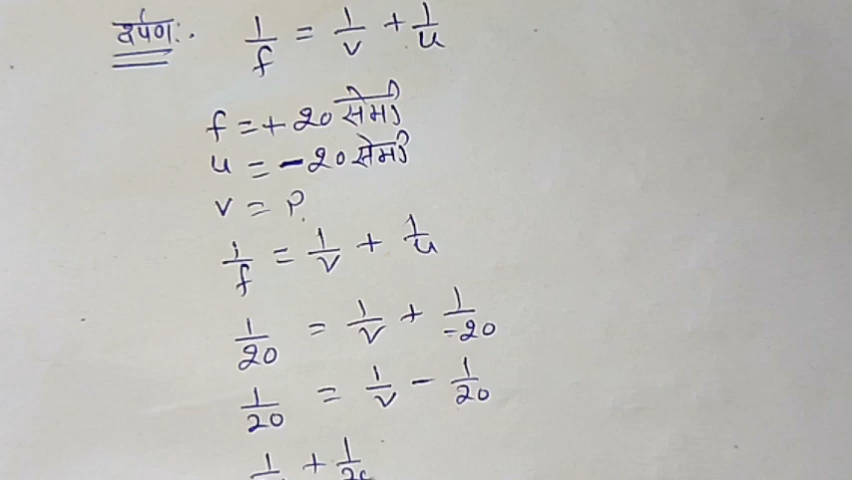 दर्पण:. 1/f = 1/v + 1/u
f = + 20 सेमी
u = - 20 सेमी
v = ?
1/f = 1/v + 1/u
1/20 = 1/v + 1/-20
1/20 = 1/v - 1/20